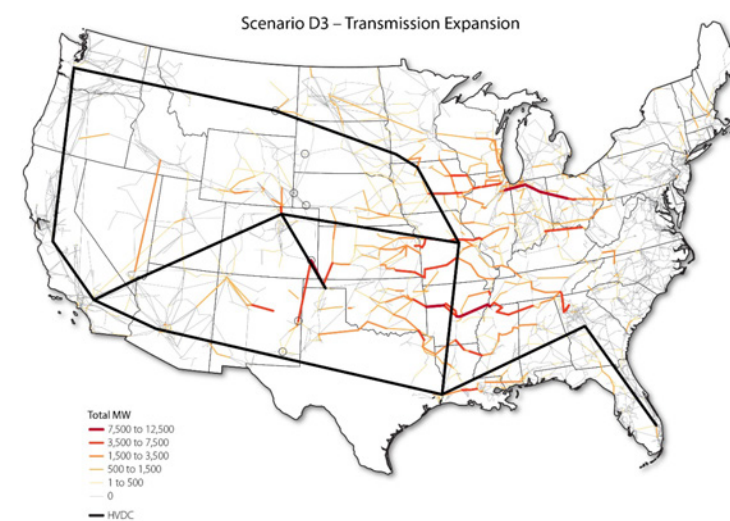 Scenario D3 – Transmission Expansion
Total MW
7,500 to 12,500
3,500 to 7,500
1,500 to 3,500
500 to 1,500
1 to 500
0
HVDC